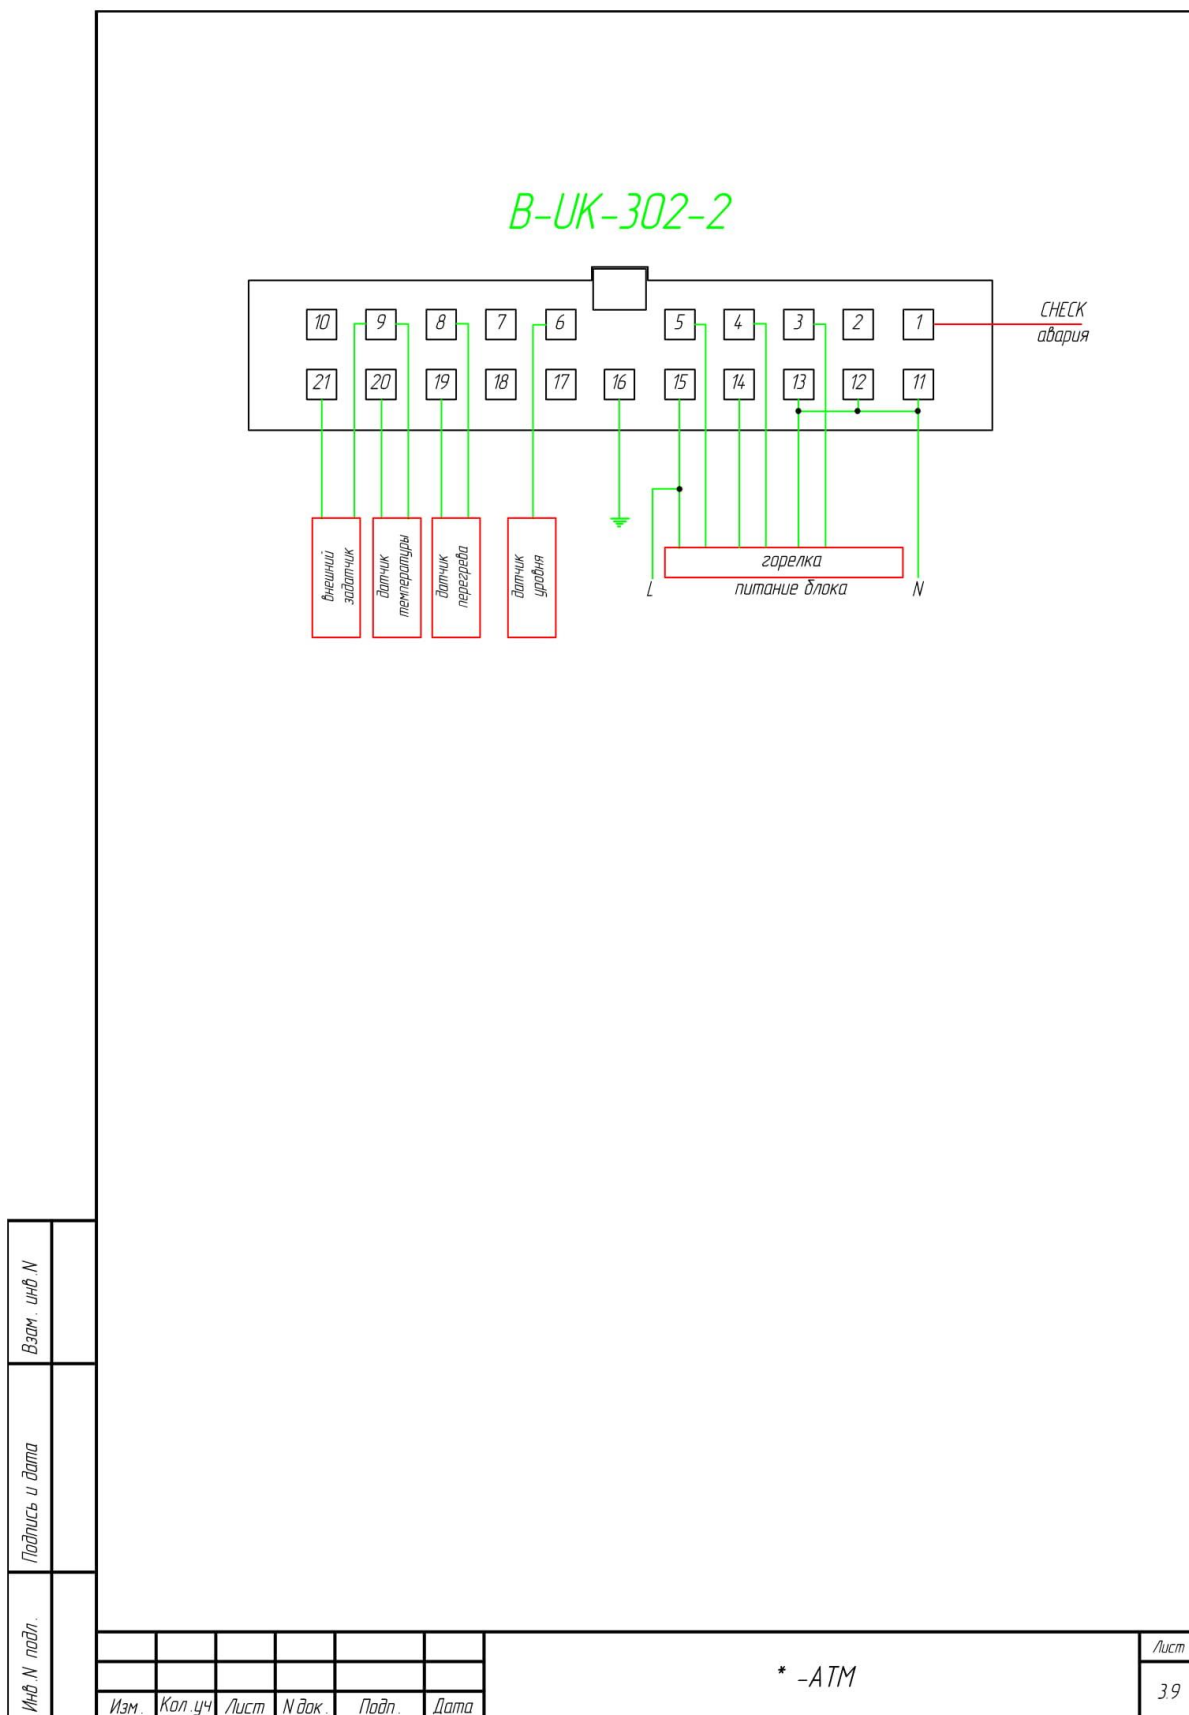 B-UK-302-2
10 9 8 7 6 5 4 3 2 1
CHECK
авария
21 20 19 18 17 16 15 14 13 12 11
внешний
задатчик
датчик
температуры
датчик
перегрева
датчик
уровня
горелка
L питание блока N
Взам. инв.N
Подпись и дата
Инв.N подл.
Изм. Кол.уч Лист N док. Подп. Дата
* -АТМ
Лист
3.9